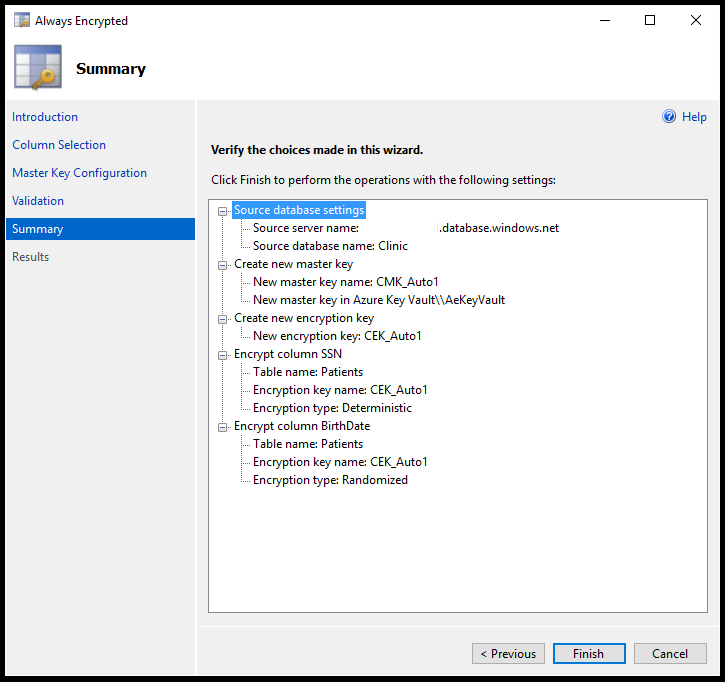 Always Encrypted
Summary
Introduction
Column Selection
Master Key Configuration
Validation
Summary
Results
Help
Verify the choices made in this wizard.
Click Finish to perform the operations with the following settings:
Source database settings
Source server name: .database.windows.net
Source database name: Clinic
Create new master key
New master key name: CMK_Auto1
New master key in Azure Key Vault\\AeKeyVault
Create new encryption key
New encryption key: CEK_Auto1
Encrypt column SSN
Table name: Patients
Encryption key name: CEK_Auto1
Encryption type: Deterministic
Encrypt column BirthDate
Table name: Patients
Encryption key name: CEK_Auto1
Encryption type: Randomized
< Previous
Finish
Cancel